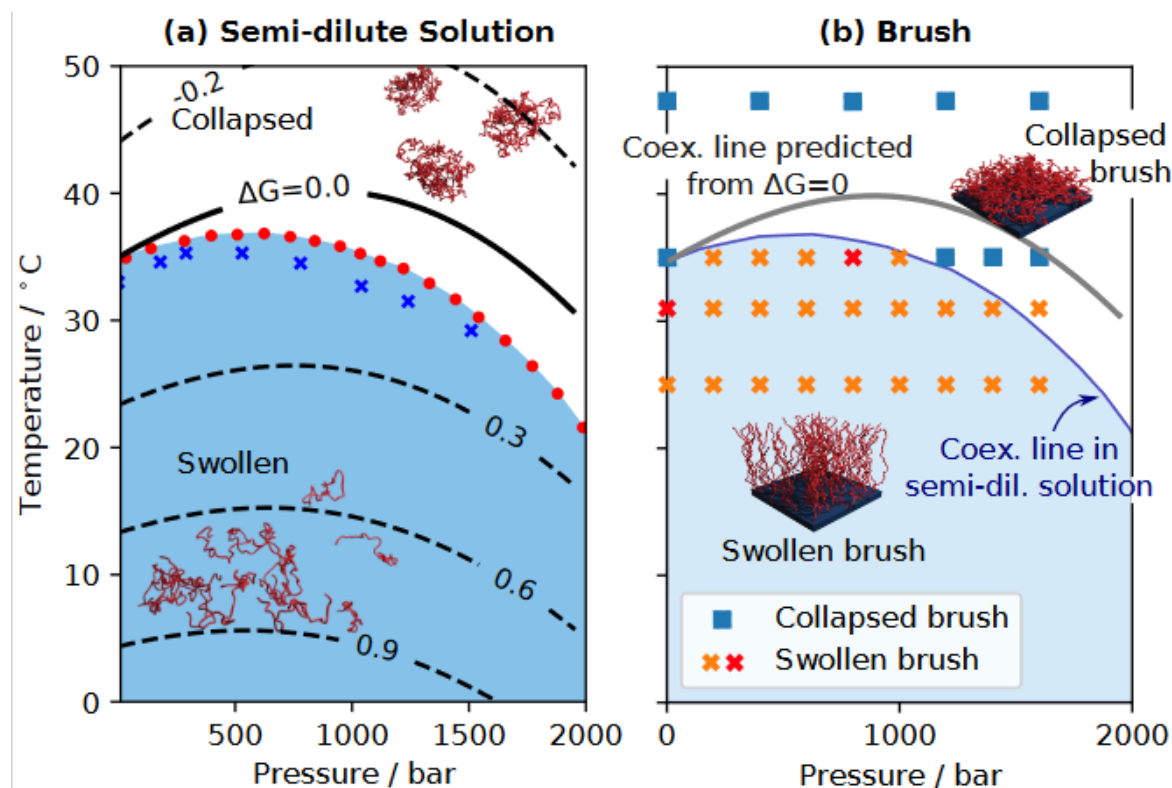 (a) Semi-dilute Solution
50
40
30
20
10
0
Temperature / °C
500
1000
1500
2000
Pressure / bar
-0.2
Collapsed
ΔG=0.0
0.3
Swollen
0.6
0.9
(b) Brush
Coex. line predicted
from ΔG=0
Collapsed
brush
Coex. line in
semi-dil. solution
Swollen brush
Collapsed brush
Swollen brush
0
1000
2000
Pressure / bar